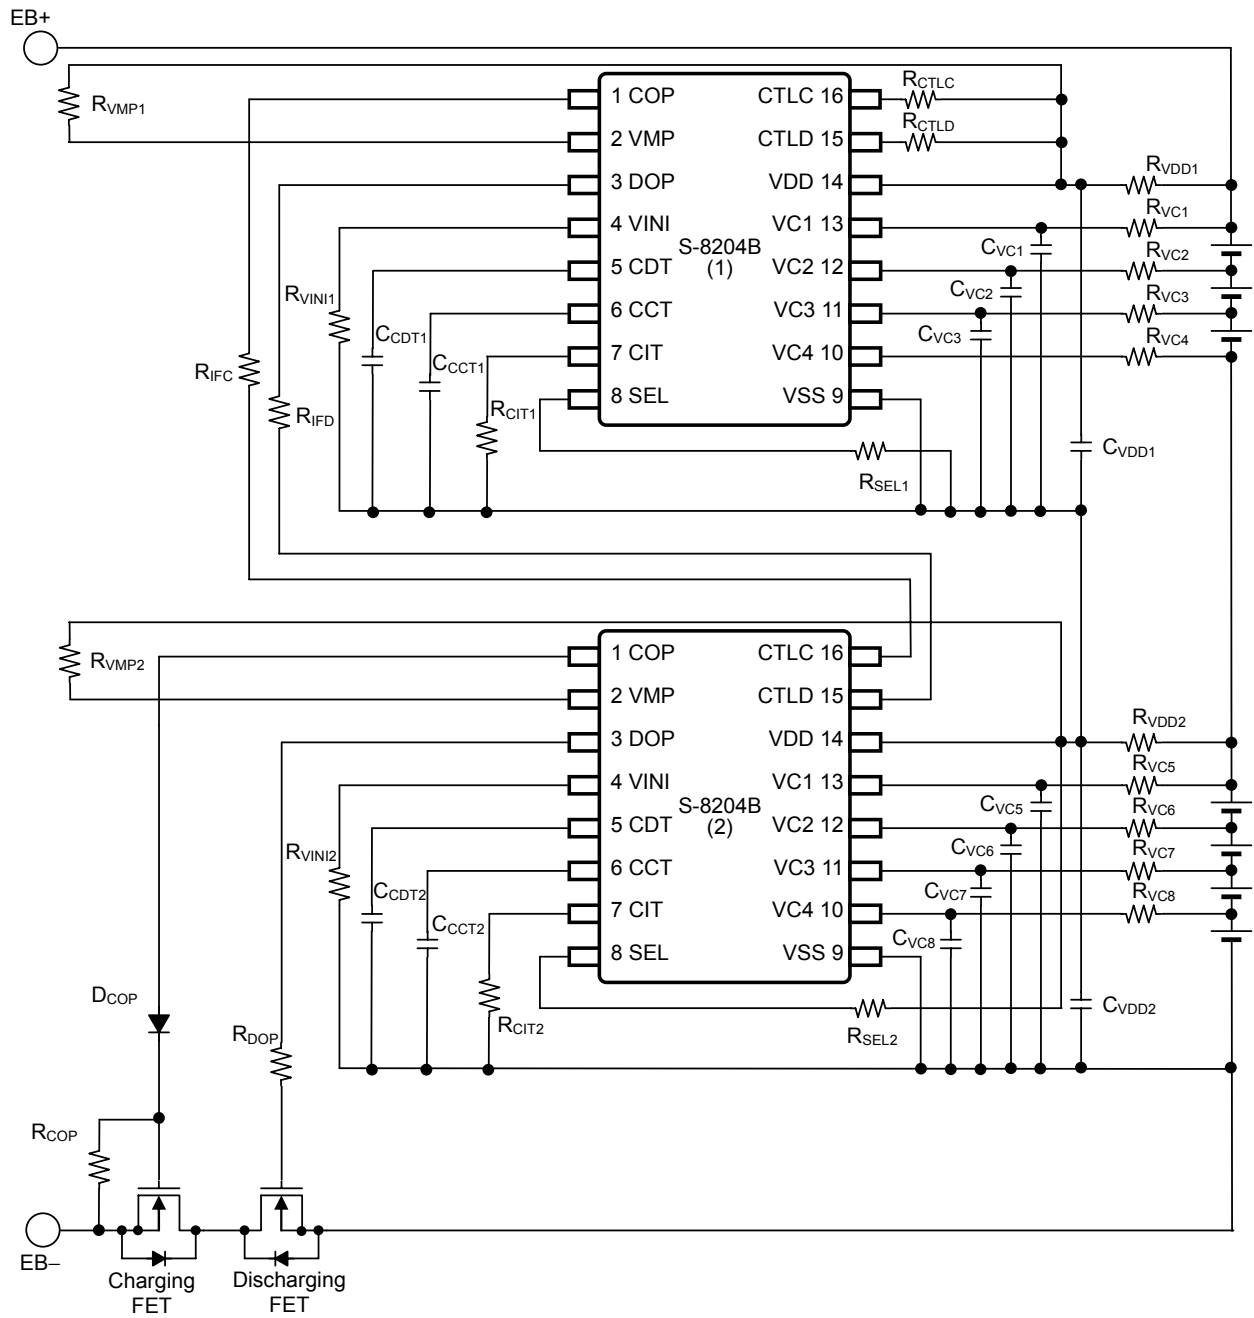 EB+
RVMP1
1 COP
2 VMP
3 DOP
4 VINI
5 CDT
6 CCT
7 CIT
8 SEL
S-8204B
(1)
CTLC 16
CTLD 15
VDD 14
VC1 13
VC2 12
VC3 11
VC4 10
VSS 9
RCTLC
RCTLD
RVDD1
RVC1
RVC2
RVC3
RVC4
CVC1
CVC2
CVC3
RVINI1
CCDT1
CCCT1
RCIT1
RIFC
RIFD
RSEL1
CVDD1
RVMP2
1 COP
2 VMP
3 DOP
4 VINI
5 CDT
6 CCT
7 CIT
8 SEL
S-8204B
(2)
CTLC 16
CTLD 15
VDD 14
VC1 13
VC2 12
VC3 11
VC4 10
VSS 9
RVDD2
RVC5
RVC6
RVC7
RVC8
CVC5
CVC6
CVC7
CVC8
RVINI2
CCDT2
CCCT2
RCIT2
RSEL2
CVDD2
DCOP
RDOP
RCOP
EB–
Charging
FET
Discharging
FET